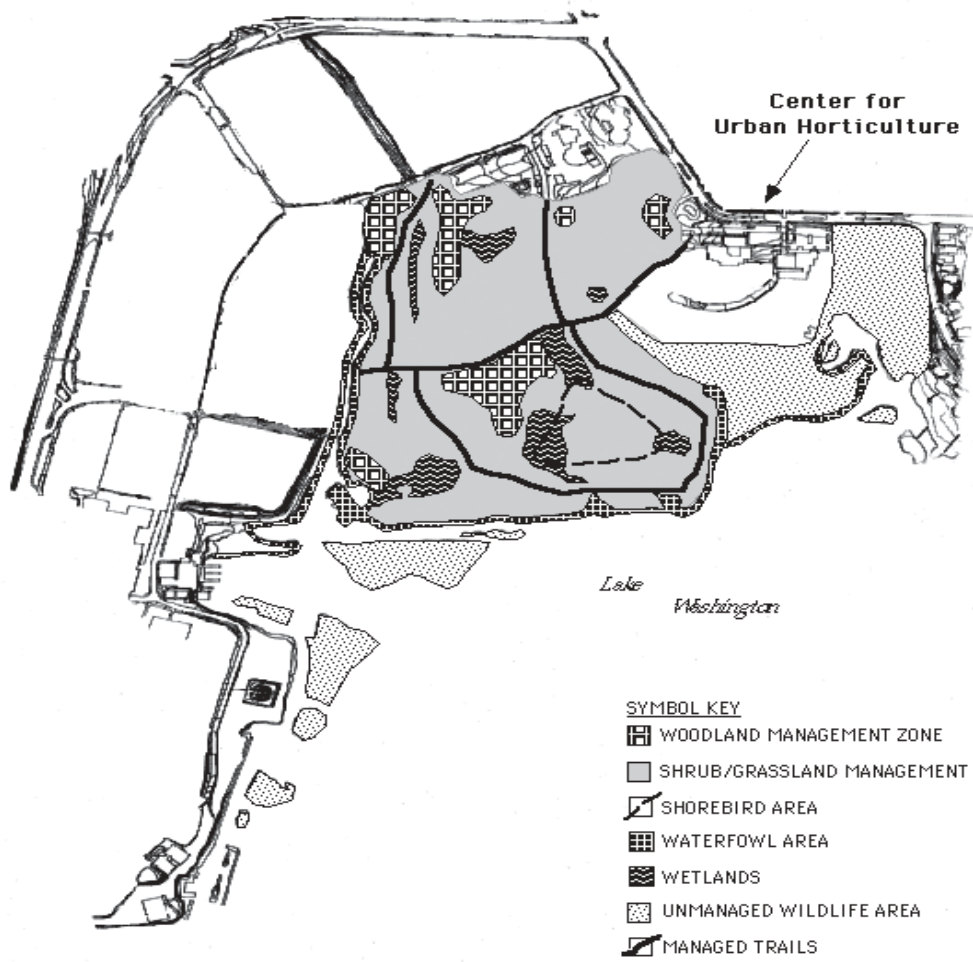 Center for
Urban Horticulture
Lake
Washington
SYMBOL KEY
WOODLAND MANAGEMENT ZONE
SHRUB/GRASSLAND MANAGEMENT
SHOREBIRD AREA
WATERFOWL AREA
WETLANDS
UNMANAGED WILDLIFE AREA
MANAGED TRAILS